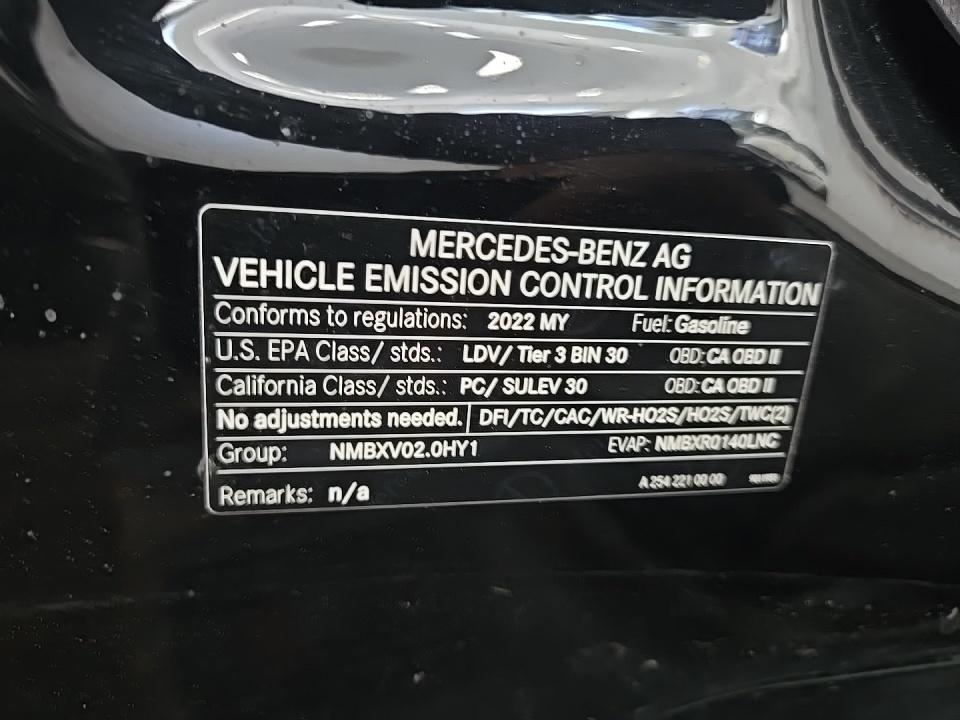 MERCEDES-BENZ AG
VEHICLE EMISSION CONTROL INFORMATION
Conforms to regulations: 2022 MY Fuel: Gasoline
U.S. EPA Class/ stds.: LDV/ Tier 3 BIN 30 OBD: CA OBD II
California Class/ stds.: PC/ SULEV 30 OBD: CA OBD II
No adjustments needed. DFI/TC/CAC/WR-HO2S/HO2S/TWC(2)
Group: NMBXV02.0HY1 EVAP: NMBXR0140LNC
Remarks: n/a A 254 221 00 00